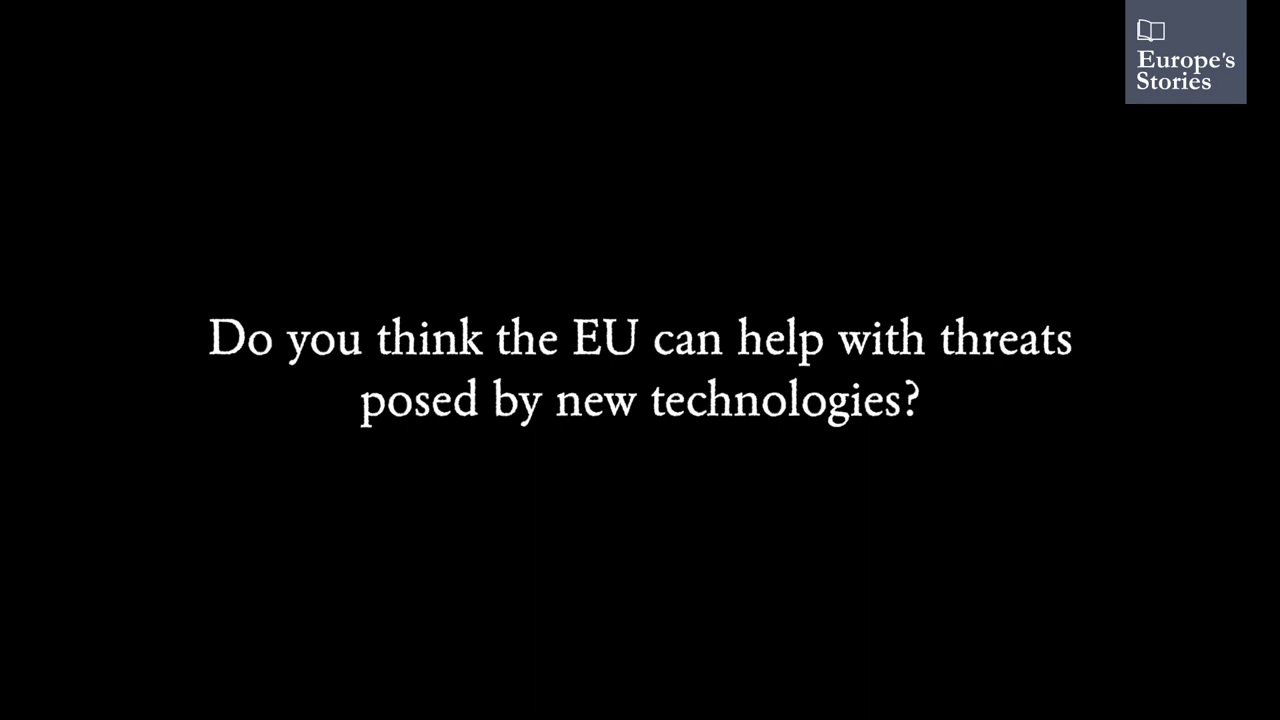 Europe's
Stories
Do you think the EU can help with threats
posed by new technologies?